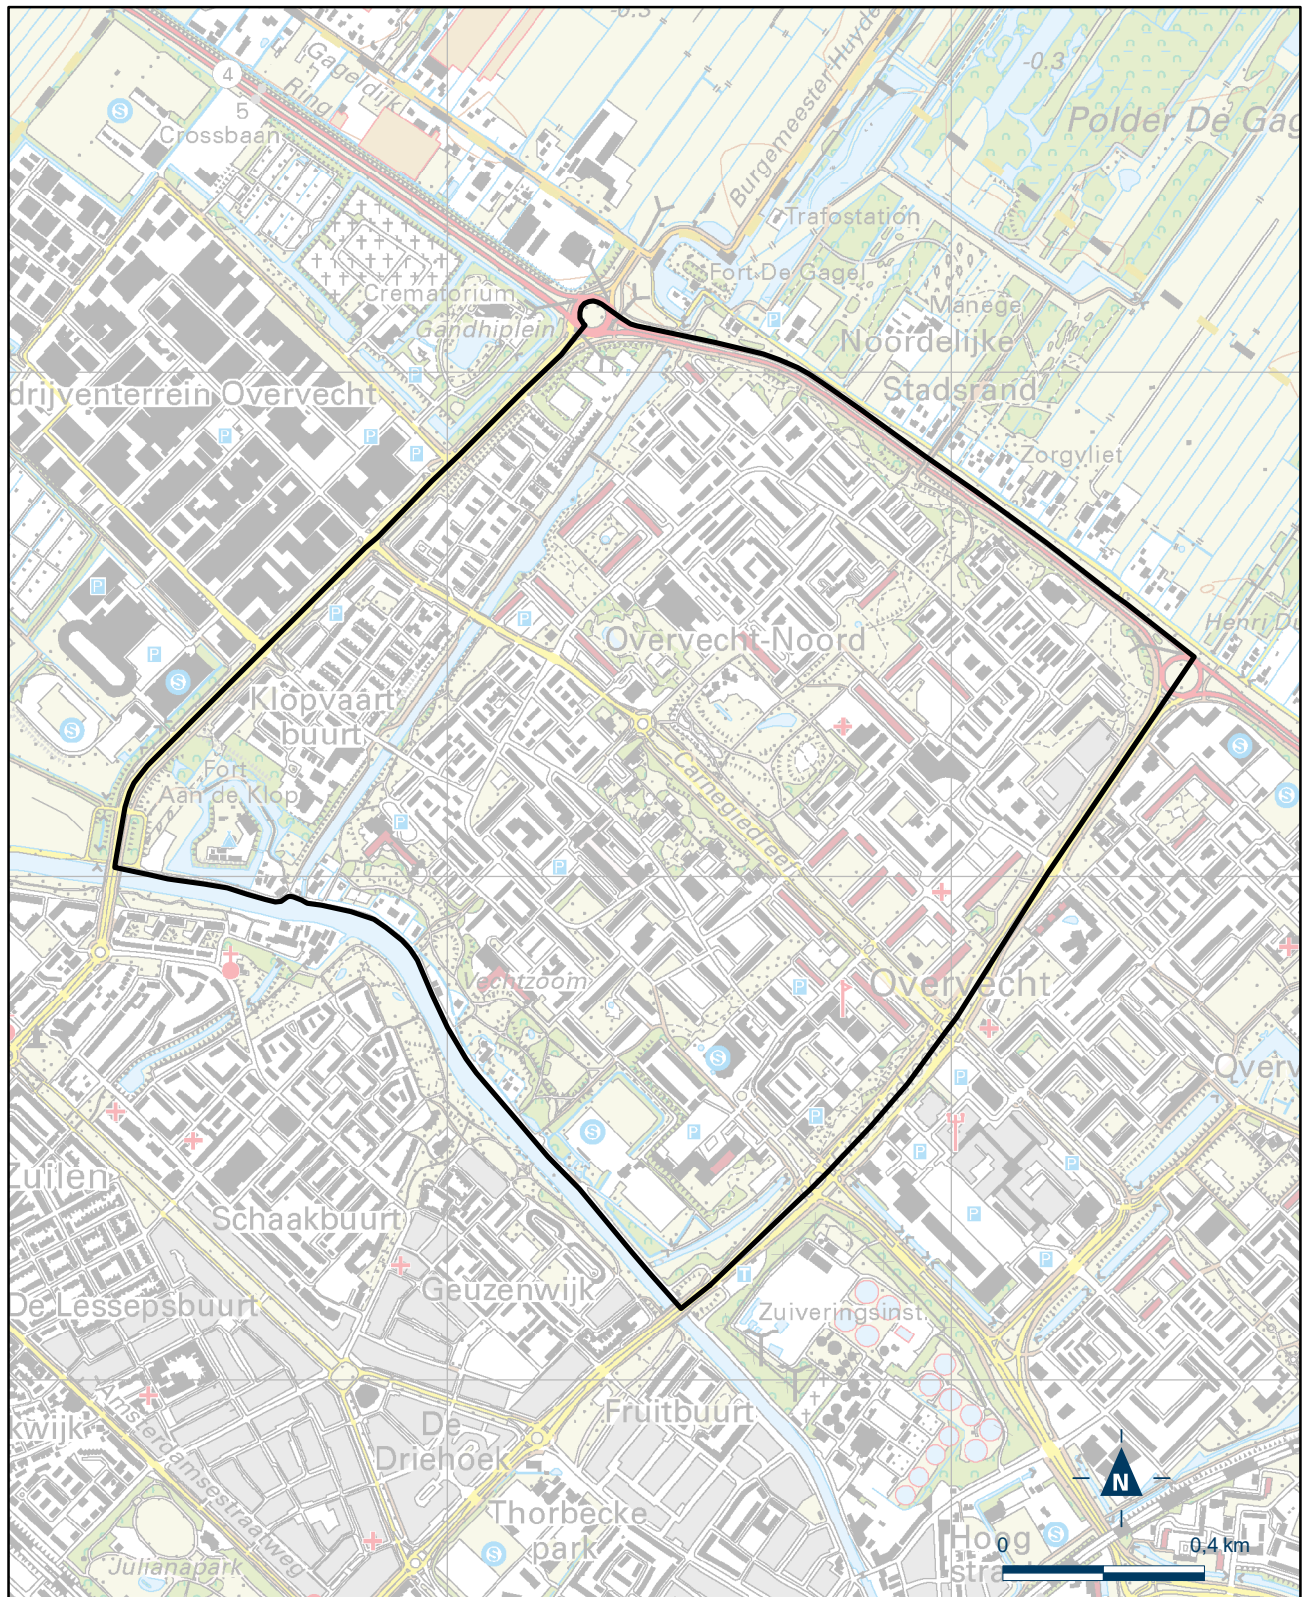 -0.3
Gageldijk
4
Ring
5
Crossbaan
Burgemeester-Huyde
-0.3
Polder De Gag
Trafostation
Fort De Gagel
Crematorium
Manege
Gandhiplein
Noordelijke
Stadsrand
drijventerrein Overvecht
Zorgvliet
P
P
P
P
P
S
Henri Du
Overvecht-Noord
P
P
P
P
S
S
Klopvaart
buurt
Carnegiedreef
S
S
Fort
Aan de Klop
P
P
Vechtzoom
P
Overvecht
S
Overv
P
S
P
P
P
P
Zuilen
Schaakbuurt
P
P
T
Geuzenwijk
De Lessepsbuurt
Zuiveringsinst.
Fruitbuurt
kwijk
De
Driehoek
Amsterdamsestraatweg
N
Thorbecke
park
S
Hoog
stra
S
Julianapark
0
0,4 km